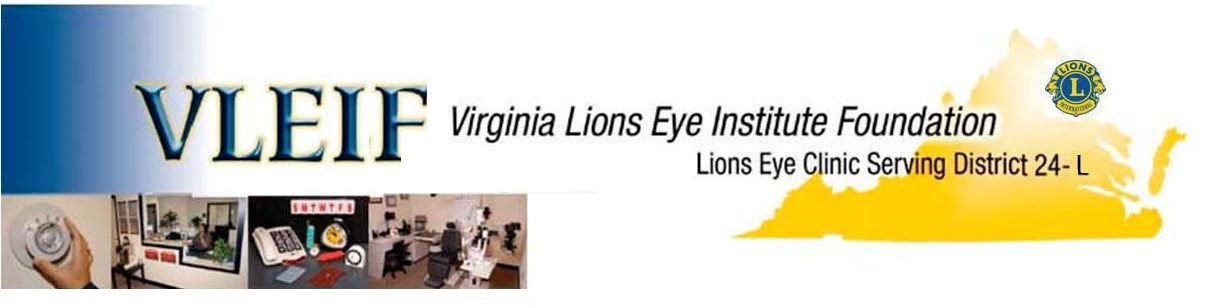 VLEIF
Virginia Lions Eye Institute Foundation
Lions Eye Clinic Serving District 24- L
LIONS
L
INTERNATIONAL
S M T W T F S